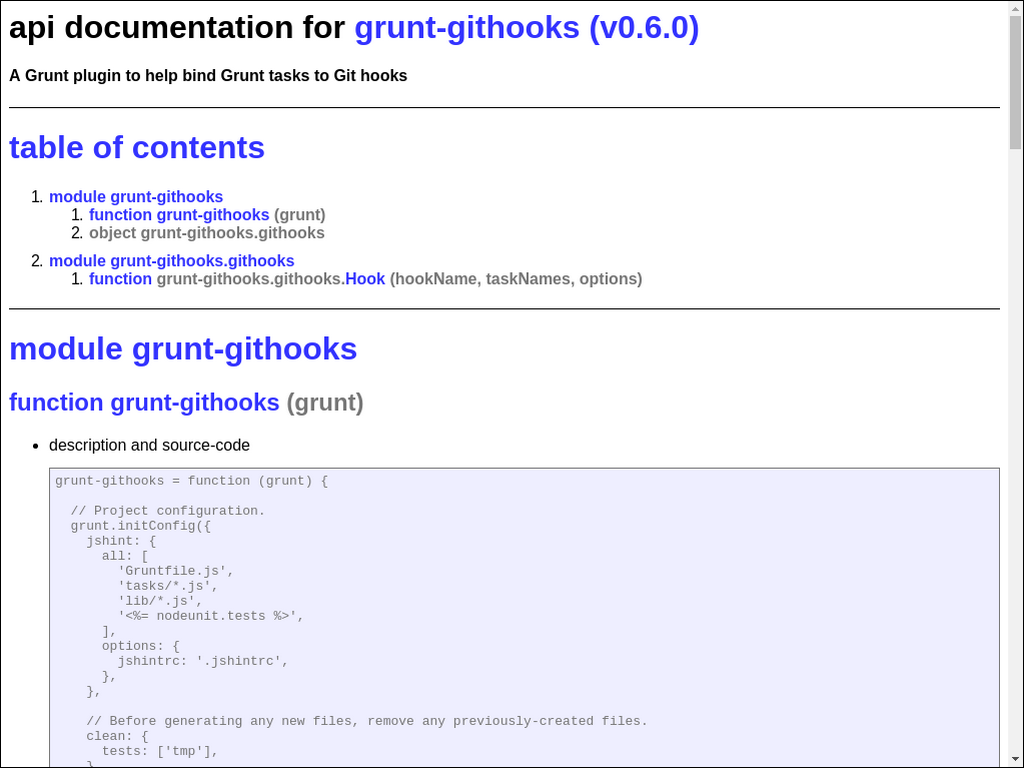 api documentation for grunt-githooks (v0.6.0)
A Grunt plugin to help bind Grunt tasks to Git hooks
table of contents
1. module grunt-githooks
1. function grunt-githooks (grunt)
2. object grunt-githooks.githooks
2. module grunt-githooks.githooks
1. function grunt-githooks.githooks.Hook (hookName, taskNames, options)
module grunt-githooks
function grunt-githooks (grunt)
• description and source-code
grunt-githooks = function (grunt) {
// Project configuration.
grunt.initConfig({
jshint: {
all: [
'Gruntfile.js',
'tasks/*.js',
'lib/*.js',
'<%= nodeunit.tests %>',
],
options: {
jshintrc: '.jshintrc',
},
},
// Before generating any new files, remove any previously-created files.
clean: {
tests: ['tmp'],
}